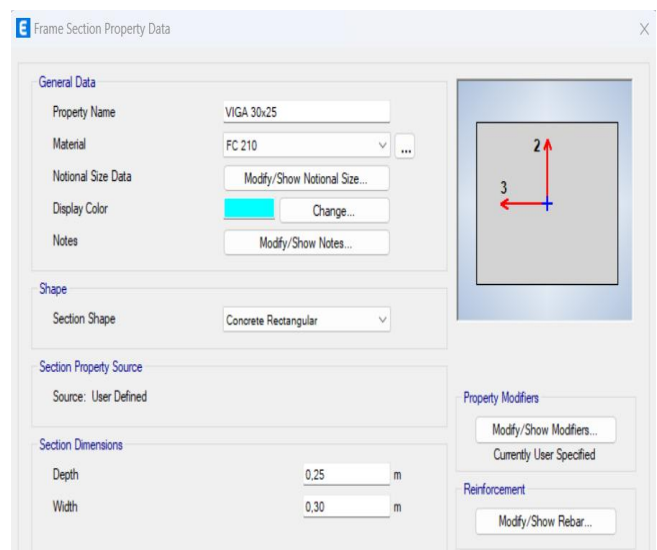 E Frame Section Property Data X
General Data
Property Name VIGA 30x25
Material FC 210 ...
Notional Size Data Modify/Show Notional Size...
Display Color Change...
Notes Modify/Show Notes...
Shape
Section Shape Concrete Rectangular
Section Property Source
Source: User Defined
Section Dimensions
Depth 0,25 m
Width 0,30 m
2
3
Property Modifiers
Modify/Show Modifiers...
Currently User Specified
Reinforcement
Modify/Show Rebar...